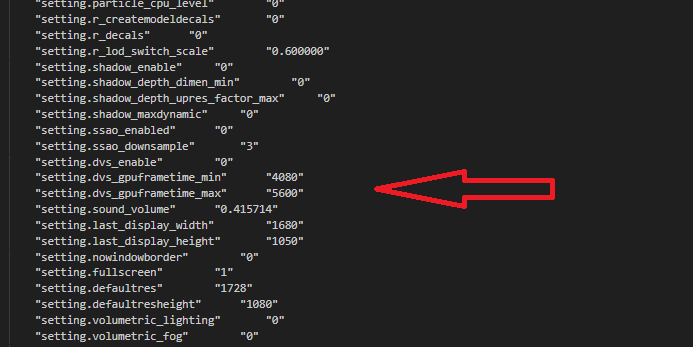 "setting.particle_cpu_level" "0"
"setting.r_createmodeldecals" "0"
"setting.r_decals" "0"
"setting.r_lod_switch_scale" "0.600000"
"setting.shadow_enable" "0"
"setting.shadow_depth_dimen_min" "0"
"setting.shadow_depth_upres_factor_max" "0"
"setting.shadow_maxdynamic" "0"
"setting.ssao_enabled" "0"
"setting.ssao_downsample" "3"
"setting.dvs_enable" "0"
"setting.dvs_gpuframetime_min" "4080"
"setting.dvs_gpuframetime_max" "5600"
"setting.sound_volume" "0.415714"
"setting.last_display_width" "1680"
"setting.last_display_height" "1050"
"setting.nowindowborder" "0"
"setting.fullscreen" "1"
"setting.defaultres" "1728"
"setting.defaultresheight" "1080"
"setting.volumetric_lighting" "0"
"setting.volumetric_fog" "0"